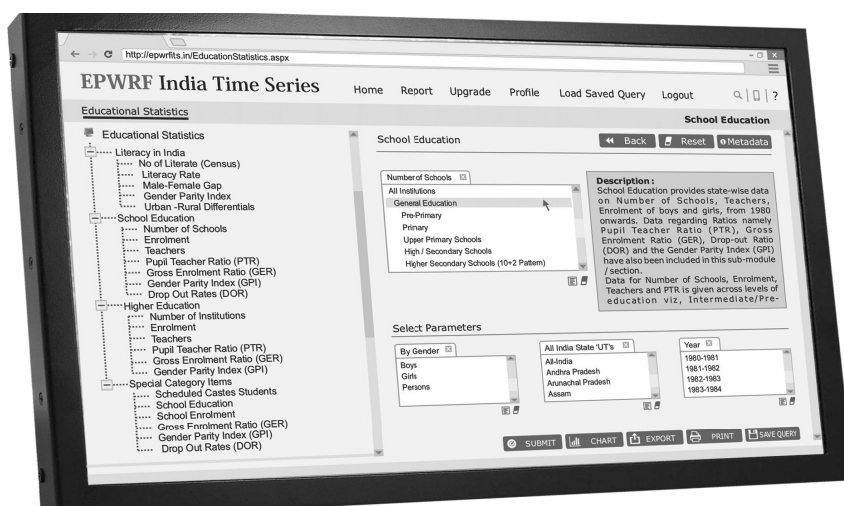 http://epwrfits.in/EducationStatistics.aspx
EPWRF India Time Series
Home Report Upgrade Profile Load Saved Query Logout ?
Educational Statistics
School Education
Educational Statistics
Literacy in India
No of Literate (Census)
Literacy Rate
Male-Female Gap
Gender Parity Index
Urban -Rural Differentials
School Education
Number of Schools
Enrolment
Teachers
Pupil Teacher Ratio (PTR)
Gross Enrolment Ratio (GER)
Gender Parity Index (GPI)
Drop Out Rates (DOR)
Higher Education
Number of Institutions
Enrolment
Teachers
Pupil Teacher Ratio (PTR)
Gross Enrolment Ratio (GER)
Gender Parity Index (GPI)
Special Category Items
Scheduled Castes Students
School Education
School Enrolment
Gross Enrolment Ratio (GER)
Gender Parity Index (GPI)
Drop Out Rates (DOR)
School Education
Back Reset Metadata
Number of Schools
All Institutions
General Education
Pre-Primary
Primary
Upper Primary Schools
High / Secondary Schools
Higher Secondary Schools (10+2 Pattem)
Description :
School Education provides state-wise data
on Number of Schools, Teachers,
Enrolment of boys and girls, from 1980
onwards. Data regarding Ratios namely
Pupil Teacher Ratio (PTR), Gross
Enrolment Ratio (GER), Drop-out Ratio
(DOR) and the Gender Parity Index (GPI)
have also been included in this sub-module
/ section.
Data for Number of Schools, Enrolment,
Teachers and PTR is given across levels of
education viz, Intermediate/Pre-
Select Parameters
By Gender
Boys
Girls
Persons
All India State 'UT's
All-India
Andhra Pradesh
Arunachal Pradesh
Assam
Year
1980-1981
1981-1982
1982-1983
1983-1984
SUBMIT CHART EXPORT PRINT SAVE QUERY